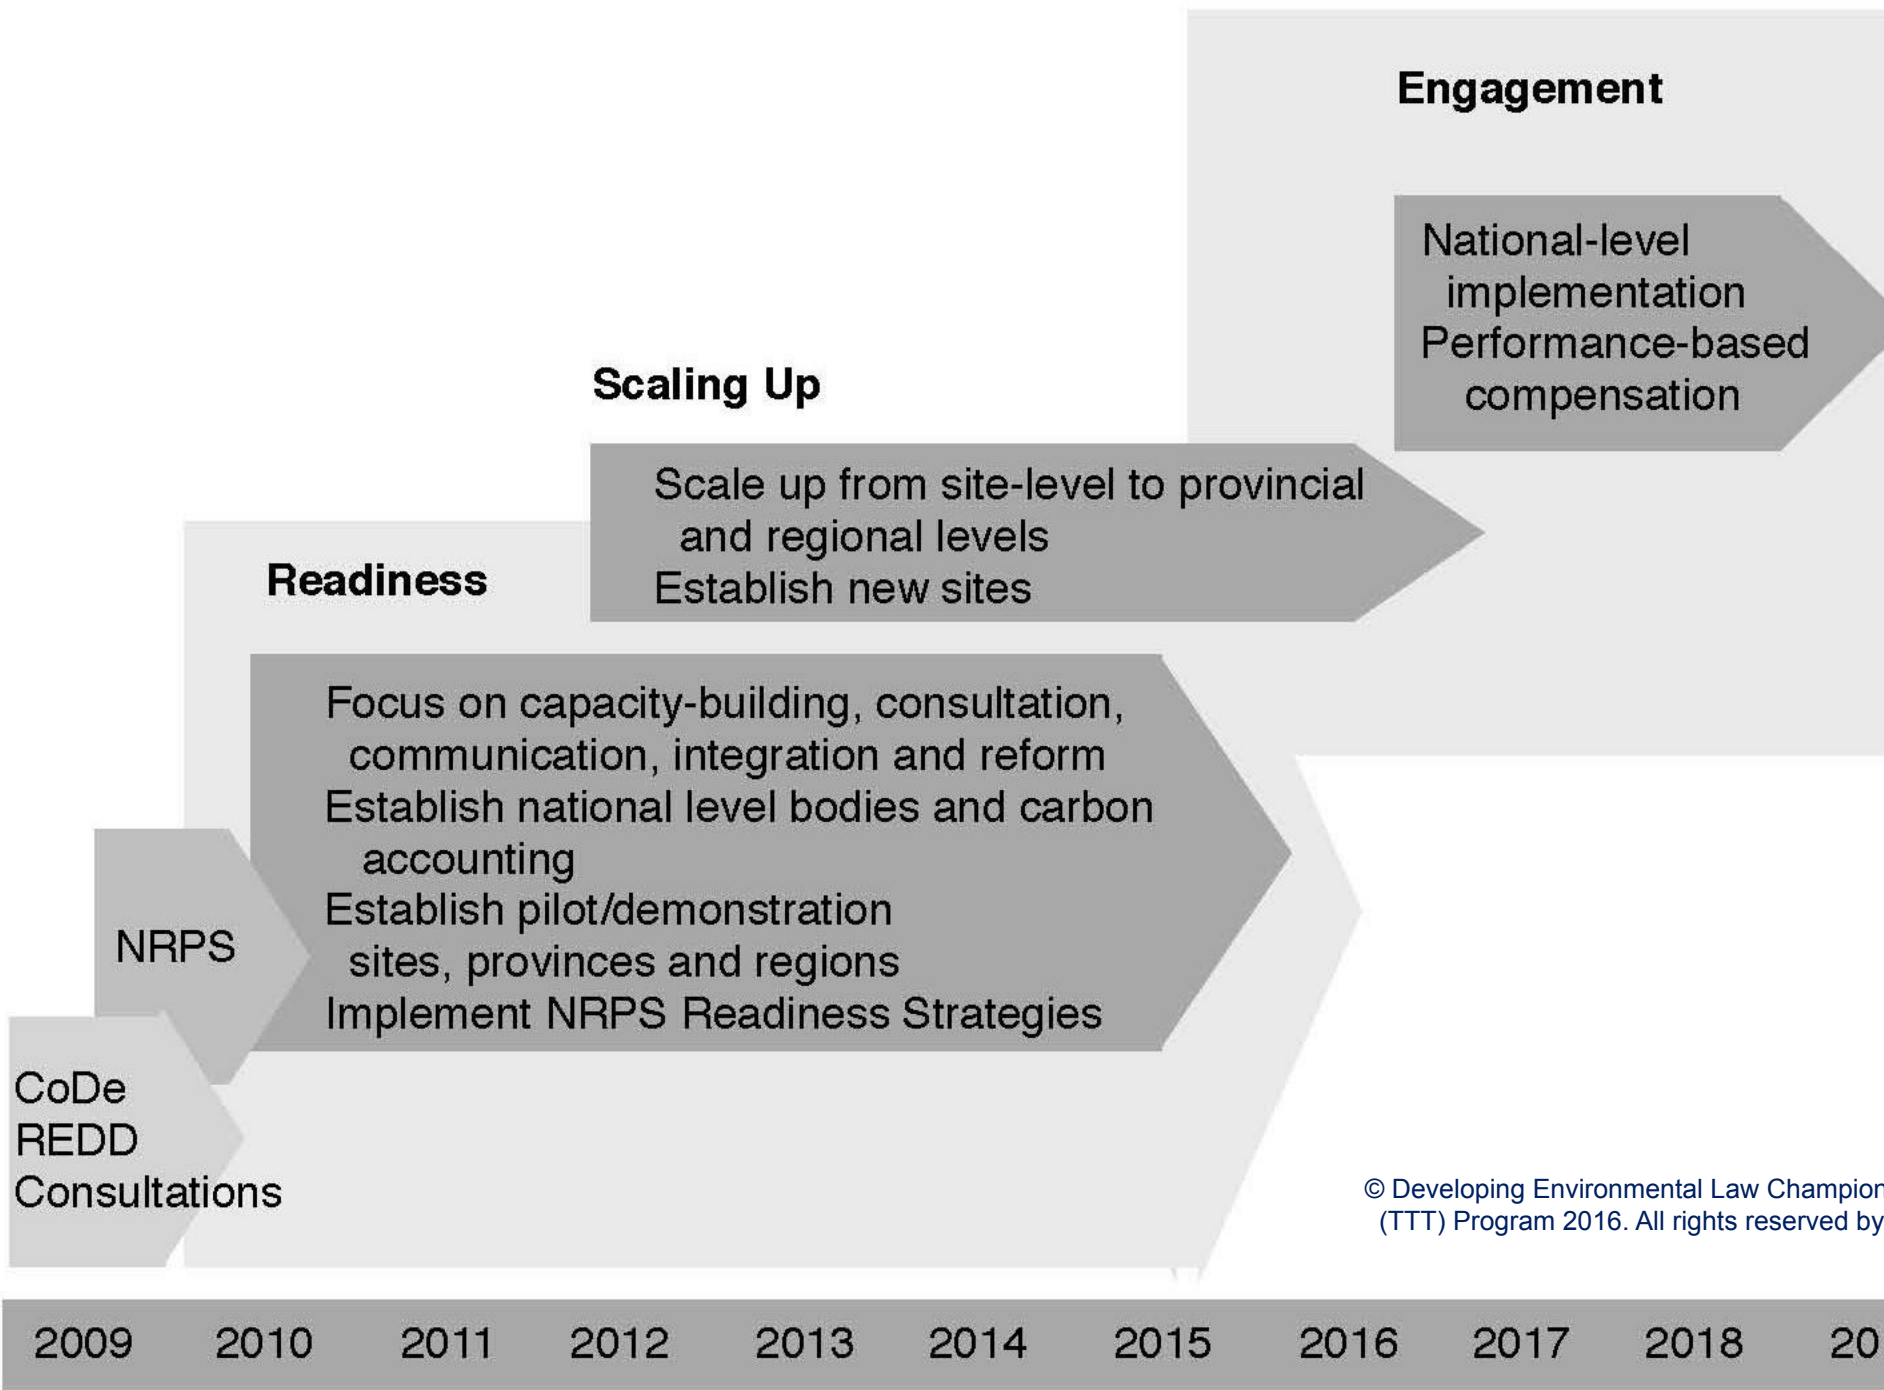 Engagement
National-level
implementation
Performance-based
compensation
Scaling Up
Scale up from site-level to provincial
and regional levels
Establish new sites
Readiness
Focus on capacity-building, consultation,
communication, integration and reform
Establish national level bodies and carbon
accounting
Establish pilot/demonstration
sites, provinces and regions
Implement NRPS Readiness Strategies
NRPS
CoDe
REDD
Consultations
© Developing Environmental Law Champion
(TTT) Program 2016. All rights reserved by
2009 2010 2011 2012 2013 2014 2015 2016 2017 2018 20